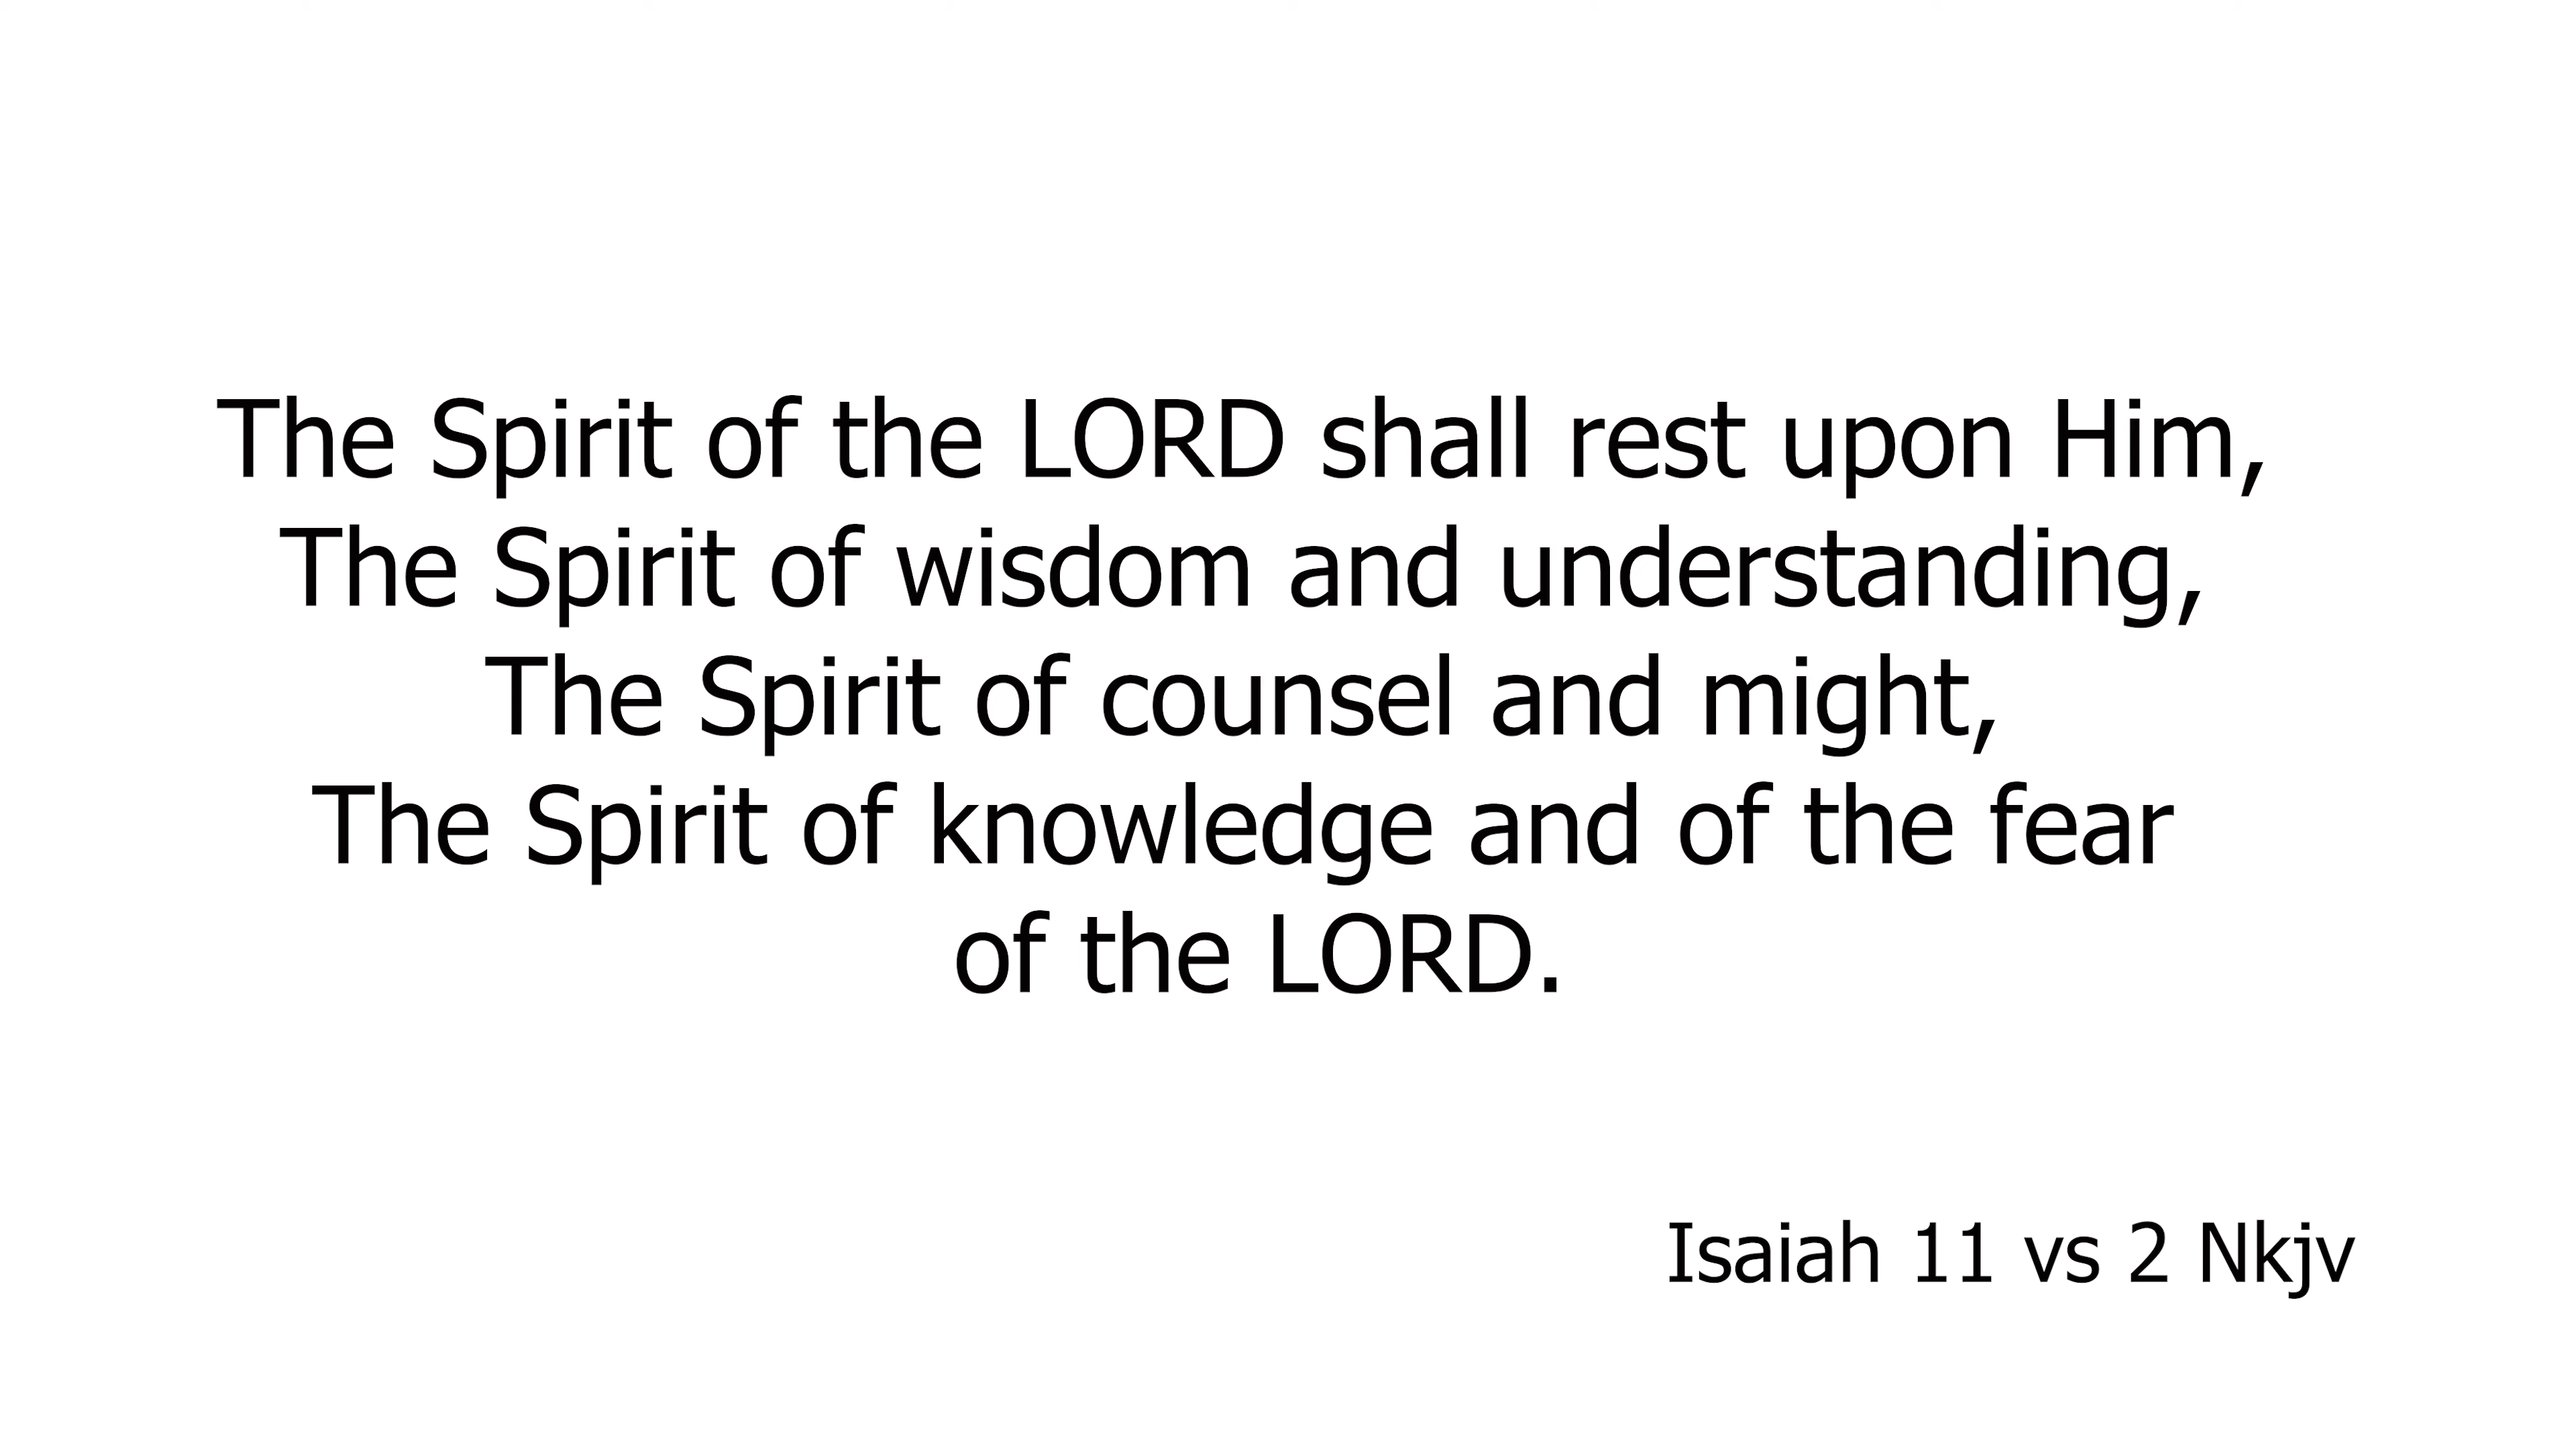 The Spirit of the LORD shall rest upon Him,
The Spirit of wisdom and understanding,
The Spirit of counsel and might,
The Spirit of knowledge and of the fear
of the LORD.
Isaiah 11 vs 2 Nkjv